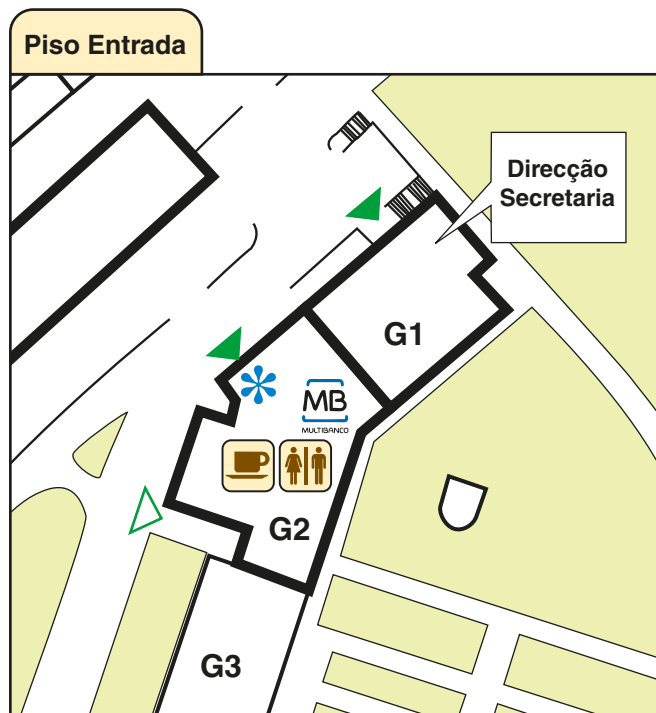 Piso Entrada
Direcção
Secretaria
G1
MB
MULTIBANCO
G2
G3